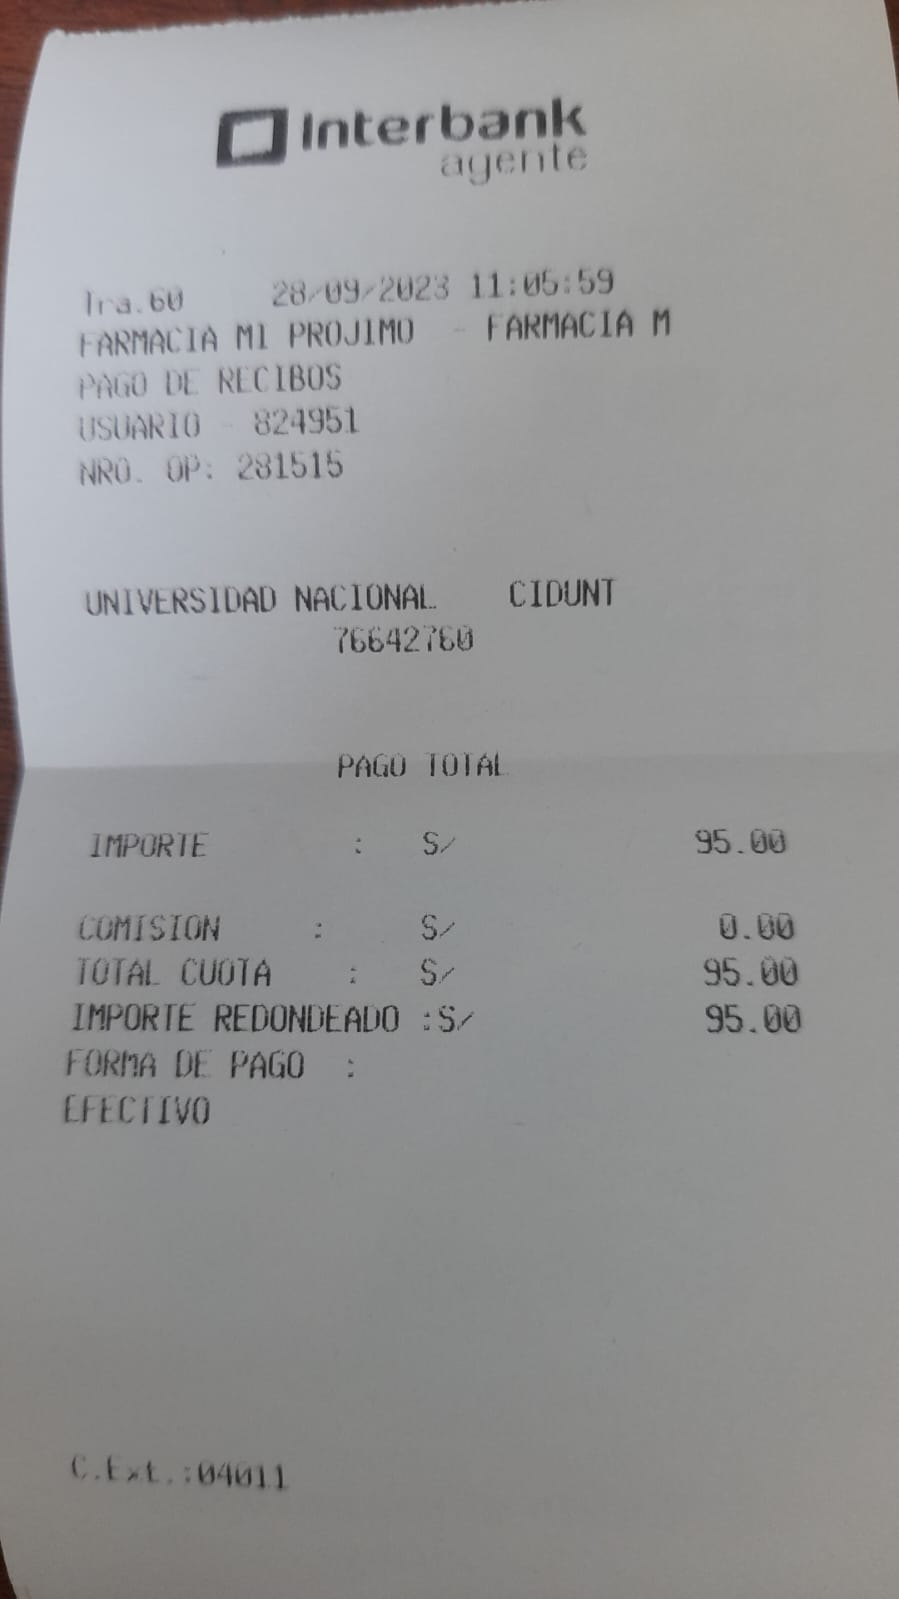 Interbank
agente
Tra.60 28/09/2023 11:05:59
FARMACIA MI PROJIMO - FARMACIA M
PAGO DE RECIBOS
USUARIO - 824951
NRO. OP: 281515
UNIVERSIDAD NACIONAL CIDUNT
76642760
PAGO TOTAL
IMPORTE : S/ 95.00
COMISION : S/ 0.00
TOTAL CUOTA : S/ 95.00
IMPORTE REDONDEADO :S/ 95.00
FORMA DE PAGO :
EFECTIVO
C.Ext.:04011